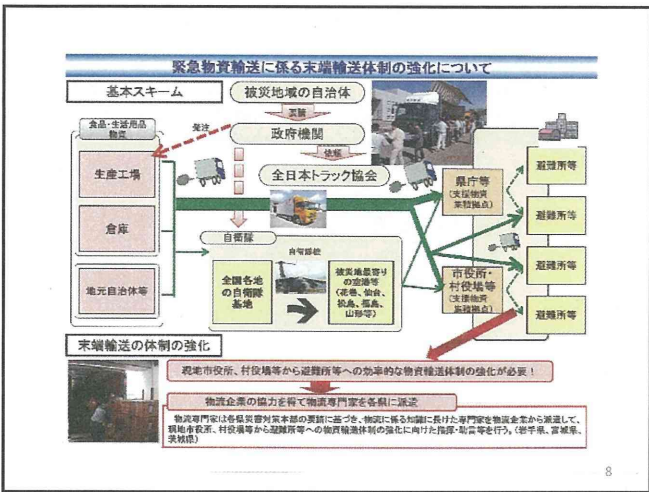 緊急物資輸送に係る末端輸送体制の強化について
基本スキーム
被災地域の自治体
要請
政府機関
発注
依頼
全日本トラック協会
食品・生活用品
物資
生産工場
倉庫
地元自治体等
自衛隊
全国各地
の自衛隊
基地
自衛隊機
被災地最寄り
の空港等
(花巻、仙台、
松島、福島、
山形等)
県庁等
(支援物資
集積拠点)
市役所・
村役場等
(支援物資
集積拠点)
避難所等
避難所等
避難所等
避難所等
末端輸送の体制の強化
現地市役所、村役場等から避難所等への効率的な物資輸送体制の強化が必要!
物流企業の協力を得て物流専門家を各県に派遣
物流専門家は各県災害対策本部の要請に基づき、物流に係る知識に長けた専門家を物流企業から派遣して、
現地市役所、村役場等から避難所等への物資輸送体制の強化に向けた指揮・助言等を行う。(岩手県、宮城県、
茨城県)
8